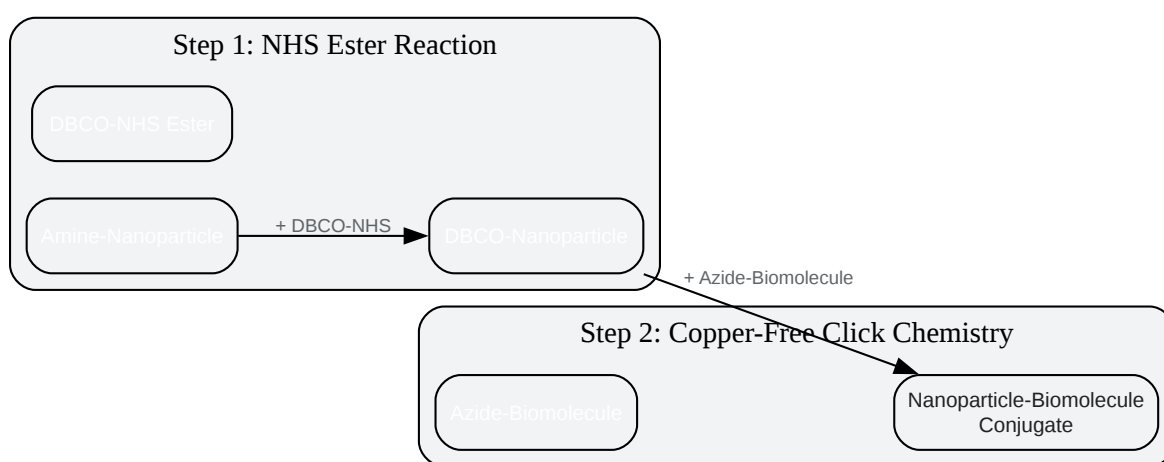 Step 1: NHS Ester Reaction
DBCO-NHS Ester
Amine-Nanoparticle
+ DBCO-NHS
DBCO-Nanoparticle
+ Azide-Biomolecule
Step 2: Copper-Free Click Chemistry
Azide-Biomolecule
Nanoparticle-Biomolecule
Conjugate